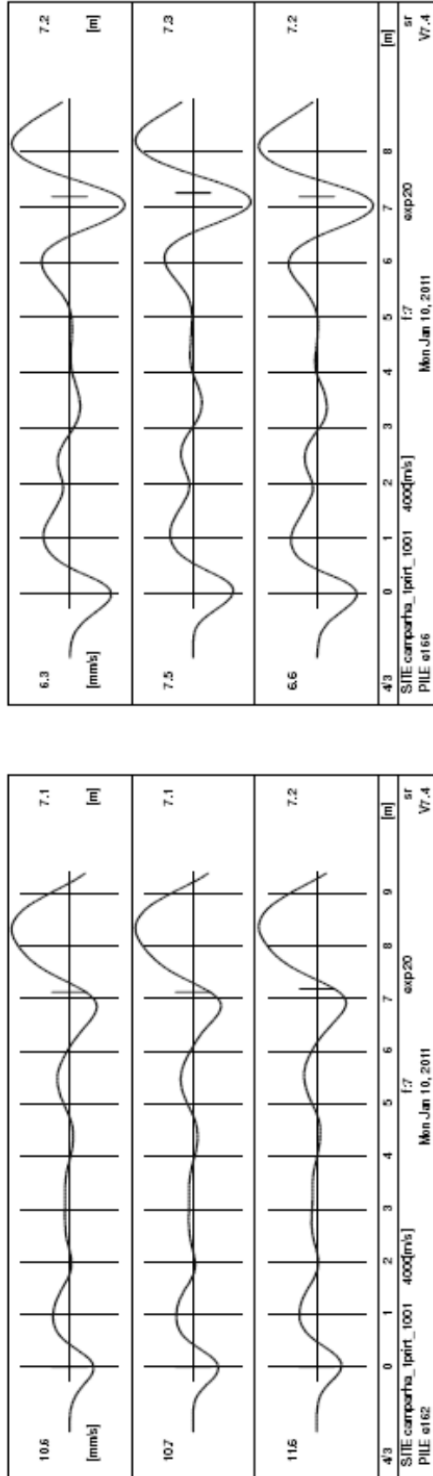 10.6 7.1
[mm/s] [m]
10.7 7.1
11.6 7.2
0 1 2 3 4 5 6 7 8 9 [m]
4/3
SITE 4000[m/s] f:7 exp20 sr
PILE e162 Mon Jan 10, 2011 V7.4
6.3 7.2
[mm/s] [m]
7.5 7.3
6.6 7.2
0 1 2 3 4 5 6 7 8 [m]
4/3
SITE 4000[m/s] f:7 exp20 sr
PILE e166 Mon Jan 10, 2011 V7.4